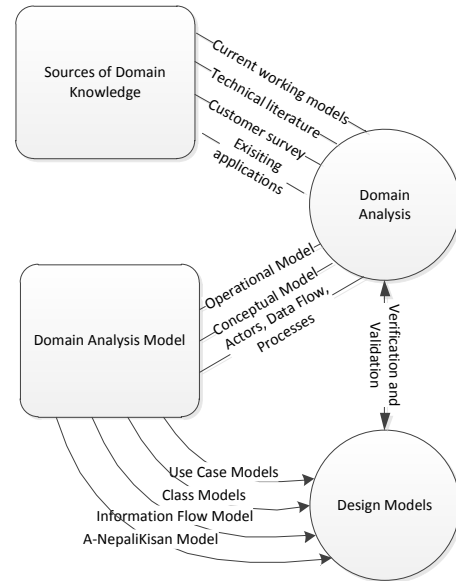 Sources of Domain
Knowledge
Current working models
Technical literature
Customer survey
Exisiting
applications
Domain
Analysis
Operational Model
Conceptual Model
Actors, Data Flow,
Processes
Domain Analysis Model
Verification and
Validation
Use Case Models
Class Models
Information Flow Model
A-NepaliKisan Model
Design Models